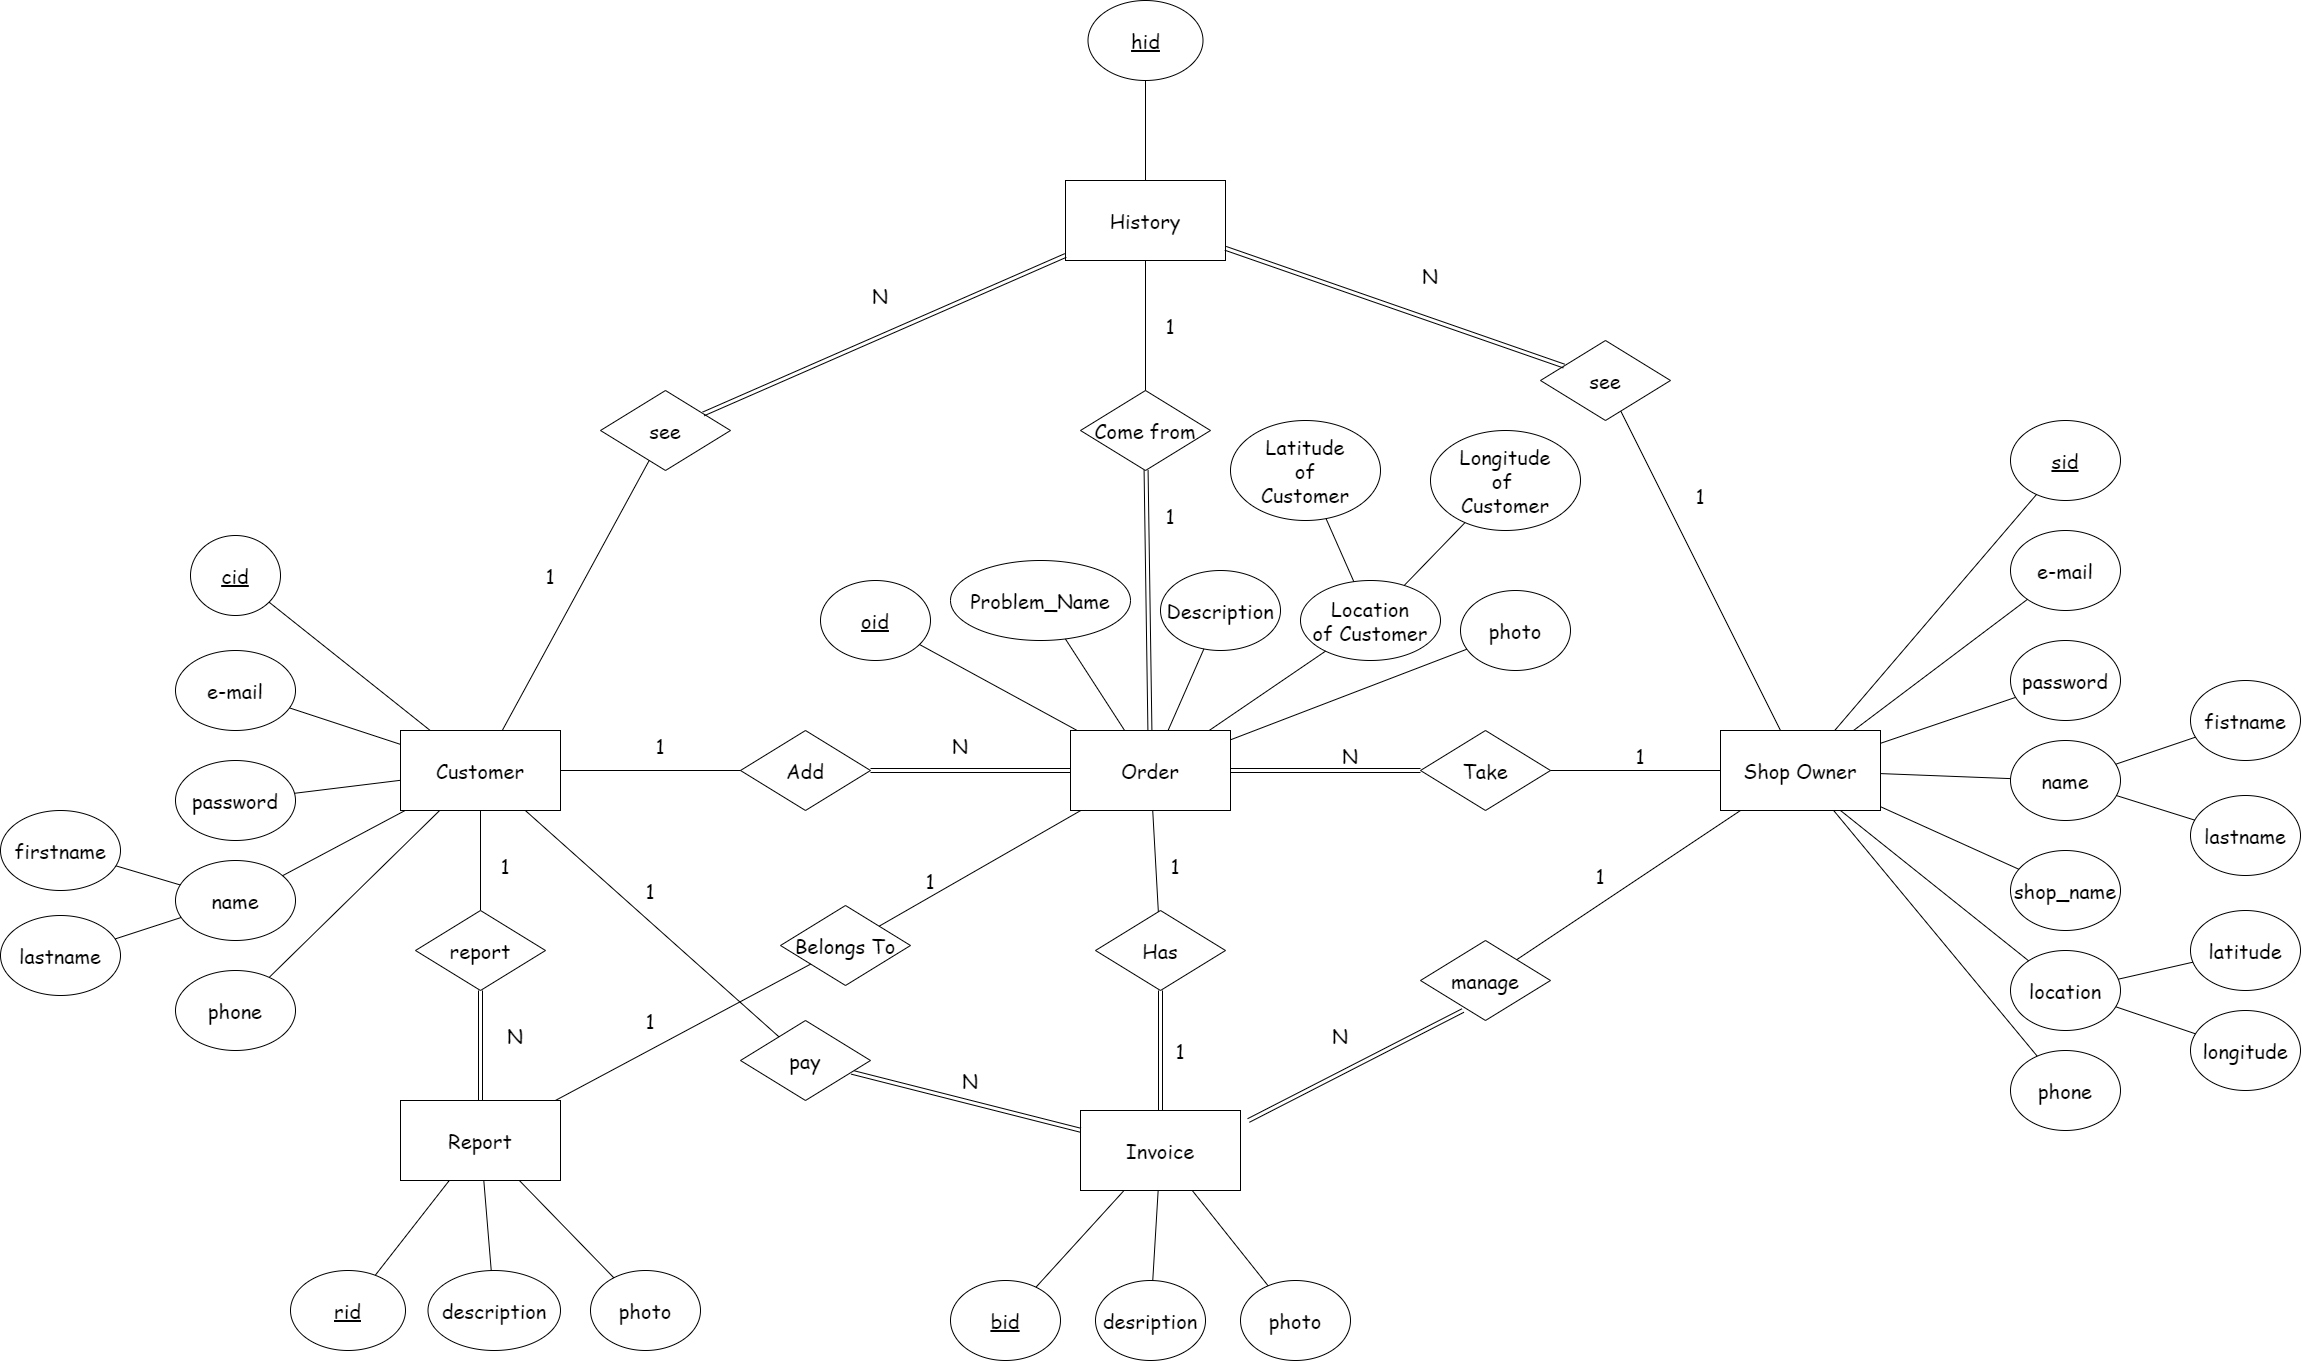 hid
History
N
N
1
see
see
Come from
Latitude
of
Customer
Longitude
of
Customer
sid
1
1
e-mail
cid
1
Problem_Name
Description
Location
of Customer
photo
oid
e-mail
password
fistname
Customer
1
Add
N
Order
N
Take
1
Shop Owner
name
password
lastname
firstname
1
1
1
1
1
shop_name
name
lastname
report
Belongs To
Has
manage
latitude
location
phone
N
1
pay
N
1
N
longitude
phone
Report
Invoice
rid
description
photo
bid
desription
photo